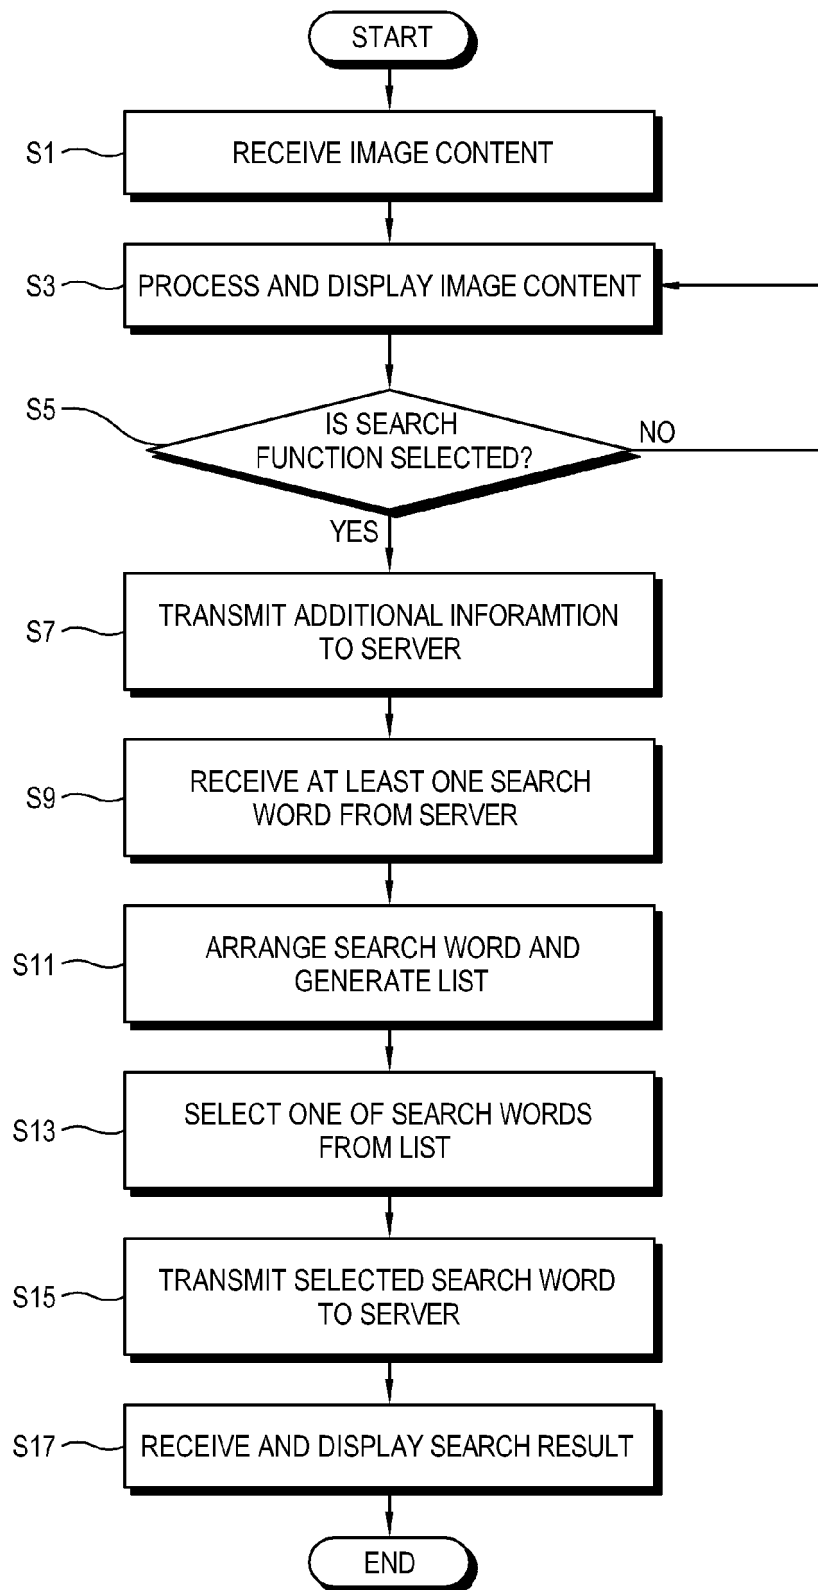 START
S1
RECEIVE IMAGE CONTENT
S3
PROCESS AND DISPLAY IMAGE CONTENT
S5
IS SEARCH
FUNCTION SELECTED?
NO
YES
S7
TRANSMIT ADDITIONAL INFORAMTION
TO SERVER
S9
RECEIVE AT LEAST ONE SEARCH
WORD FROM SERVER
S11
ARRANGE SEARCH WORD AND
GENERATE LIST
S13
SELECT ONE OF SEARCH WORDS
FROM LIST
S15
TRANSMIT SELECTED SEARCH WORD
TO SERVER
S17
RECEIVE AND DISPLAY SEARCH RESULT
END